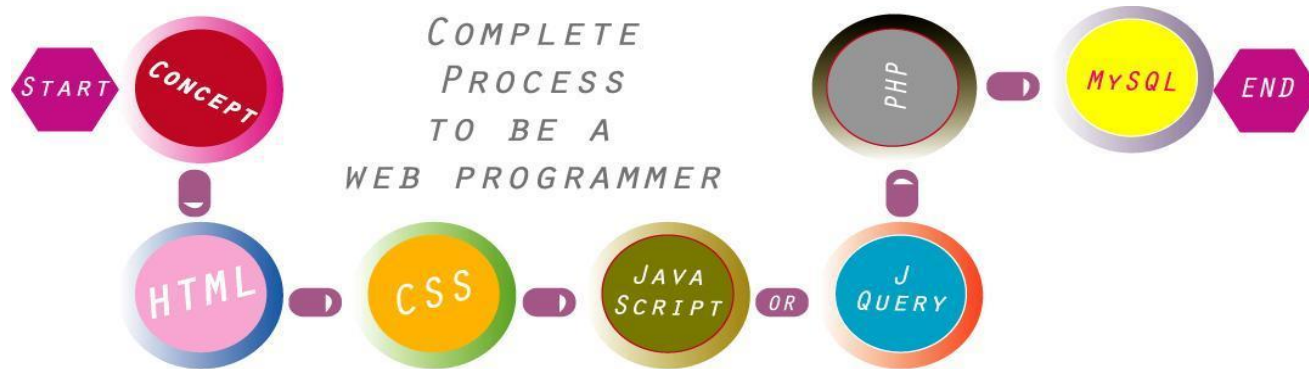 COMPLETE
PROCESS
TO BE A
WEB PROGRAMMER
START
CONCEPT
HTML
CSS
JAVA
SCRIPT
OR
J
QUERY
PHP
MYSQL
END